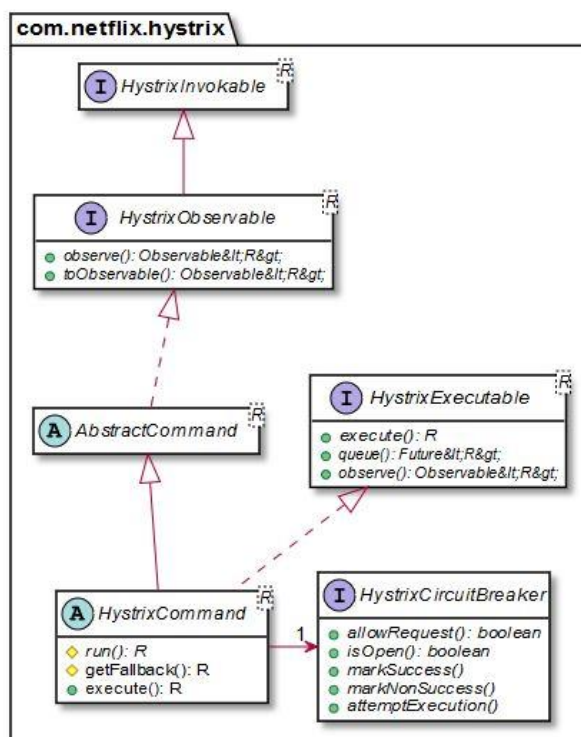 com.netflix.hystrix
R
I HystrixInvokable
R
I HystrixObservable
observe(): Observable&lt;R&gt;
toObservable(): Observable&lt;R&gt;
R
I HystrixExecutable
execute(): R
queue(): Future&lt;R&gt;
observe(): Observable&lt;R&gt;
R
A AbstractCommand
R
A HystrixCommand
run(): R
getFallback(): R
execute(): R
1
I HystrixCircuitBreaker
allowRequest(): boolean
isOpen(): boolean
markSuccess()
markNonSuccess()
attemptExecution()